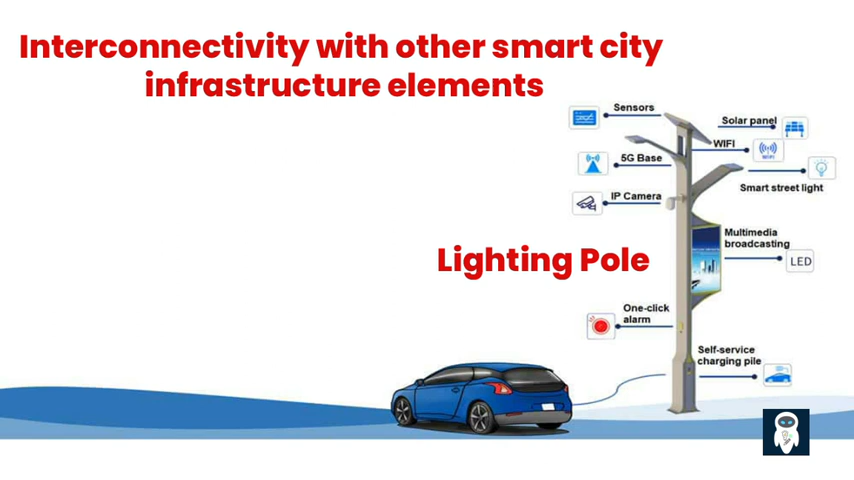 Interconnectivity with other smart city
infrastructure elements
Sensors
Solar panel
WIFI
WIFI
5G Base
Smart street light
IP Camera
Multimedia
broadcasting
LED
Lighting Pole
One-click
alarm
Self-service
charging pile